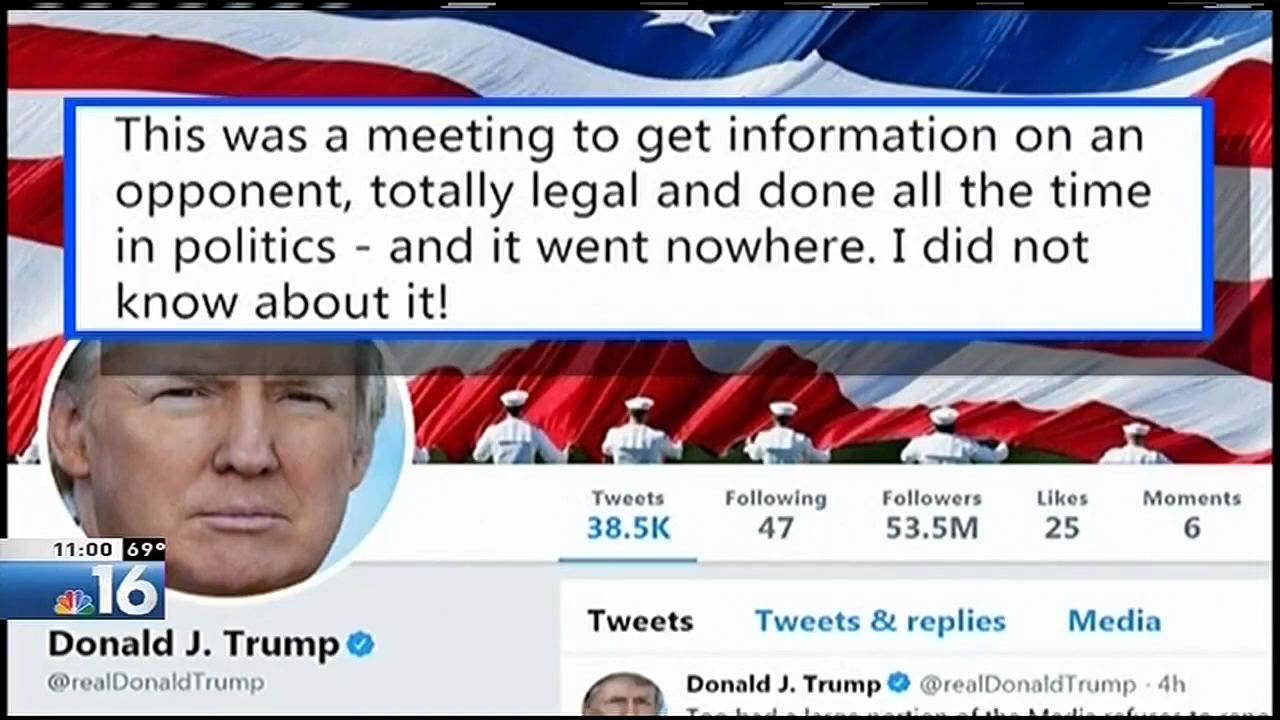 This was a meeting to get information on an
opponent, totally legal and done all the time
in politics - and it went nowhere. I did not
know about it!
Tweets Following Followers Likes Moments
38.5K 47 53.5M 25 6
11:00 69°
16
Tweets Tweets & replies Media
Donald J. Trump
@realDonaldTrump
Donald J. Trump @realDonaldTrump · 4h